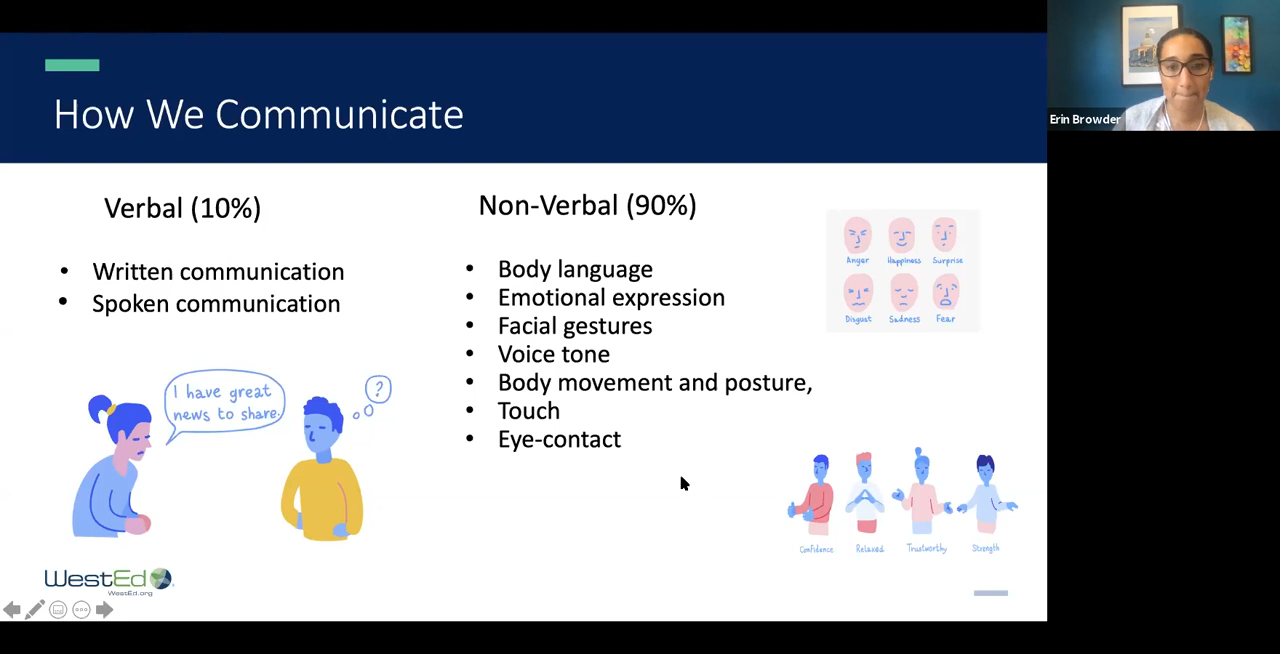 How We Communicate
Erin Browder
Verbal (10%)
• Written communication
• Spoken communication
I have great
news to share.
?
Non-Verbal (90%)
• Body language
• Emotional expression
• Facial gestures
• Voice tone
• Body movement and posture,
• Touch
• Eye-contact
Anger Happiness Surprise
Disgust Sadness Fear
Confidence Relaxed Trustworthy Strength
WestEd
WestEd.org